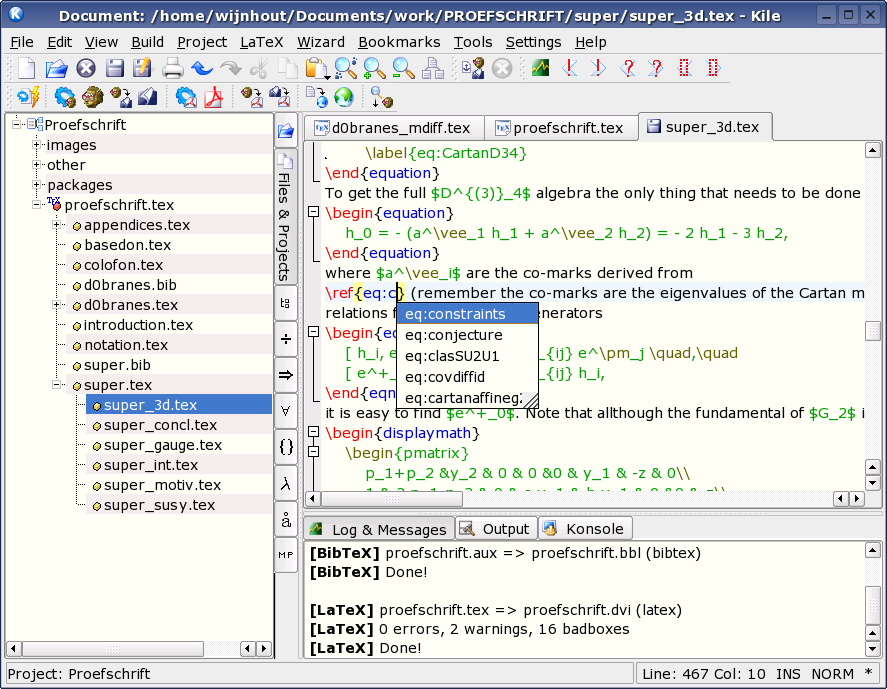 Document: /home/wijnhout/Documents/work/PROEFSCHRIFT/super/super_3d.tex - Kile
File Edit View Build Project LaTeX Wizard Bookmarks Tools Settings Help
Proefschrift
images
other
packages
proefschrift.tex
appendices.tex
basedon.tex
colofon.tex
d0branes.bib
d0branes.tex
introduction.tex
notation.tex
super.bib
super.tex
super_3d.tex
super_concl.tex
super_gauge.tex
super_int.tex
super_motiv.tex
super_susy.tex
Files & Projects
MP
d0branes_mdiff.tex proefschrift.tex super_3d.tex
. \label{eq:CartanD34}
\end{equation}
To get the full $D^{(3)}_4$ algebra the only thing that needs to be done
\begin{equation}
h_0 = - (a^\vee_1 h_1 + a^\vee_2 h_2) = - 2 h_1 - 3 h_2,
\end{equation}
where $a^\vee_i$ are the co-marks derived from
\ref{eq:c} (remember the co-marks are the eigenvalues of the Cartan m
relations f enerators
\begin{eq
[ h_i, e _{ij} e^\pm_j \quad,\quad
[ e^+_ _{ij} h_i,
\end{eqn
it is easy to find $e^+_0$. Note that allthough the fundamental of $G_2$ i
\begin{displaymath}
\begin{pmatrix}
p_1+p_2 &y_2 & 0 & 0 &0 & y_1 & -z & 0\\
eq:constraints
eq:conjecture
eq:clasSU2U1
eq:covdiffid
eq:cartanaffineg2
Log & Messages Output Konsole
[BibTeX] proefschrift.aux => proefschrift.bbl (bibtex)
[BibTeX] Done!
[LaTeX] proefschrift.tex => proefschrift.dvi (latex)
[LaTeX] 0 errors, 2 warnings, 16 badboxes
[LaTeX] Done!
Project: Proefschrift
Line: 467 Col: 10 INS NORM *